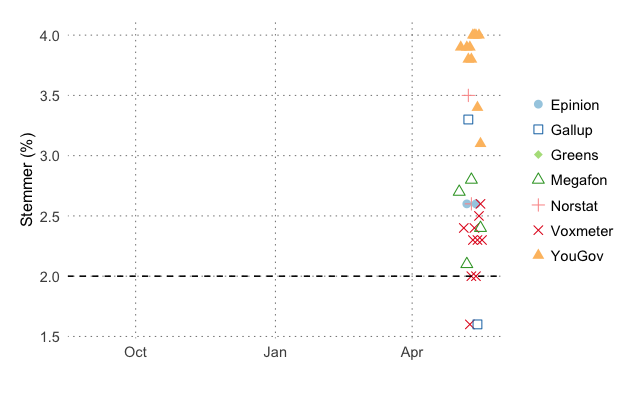 Stemmer (%)
4.0
3.5
3.0
2.5
2.0
1.5
Oct Jan Apr
Epinion
Gallup
Greens
Megafon
Norstat
Voxmeter
YouGov